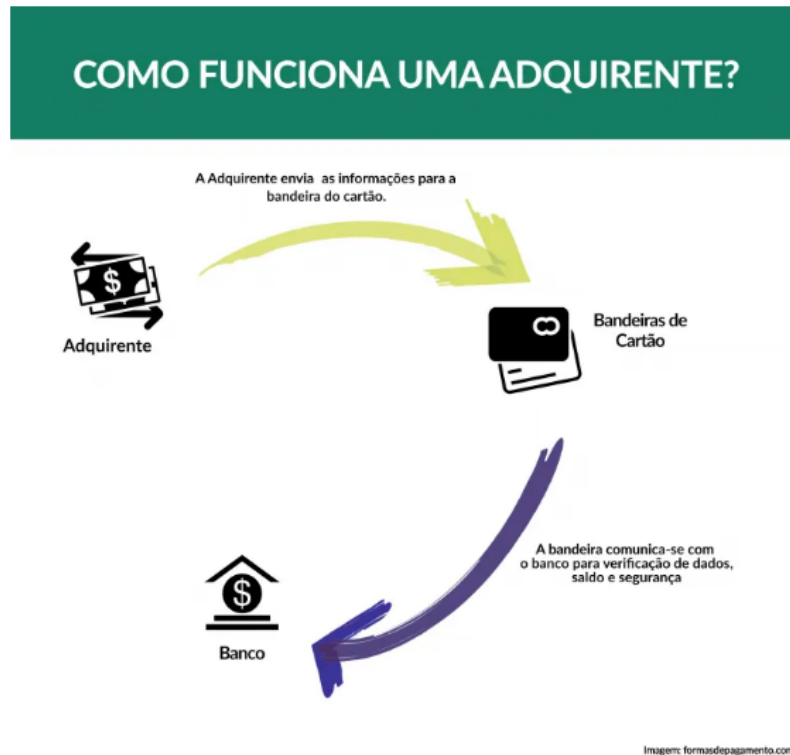 COMO FUNCIONA UMA ADQUIRENTE?
A Adquirente envia as informações para a
bandeira do cartão.
$
Adquirente
Bandeiras de
Cartão
A bandeira comunica-se com
o banco para verificação de dados,
saldo e segurança
$
Banco
Imagem: formasdepagamento.com